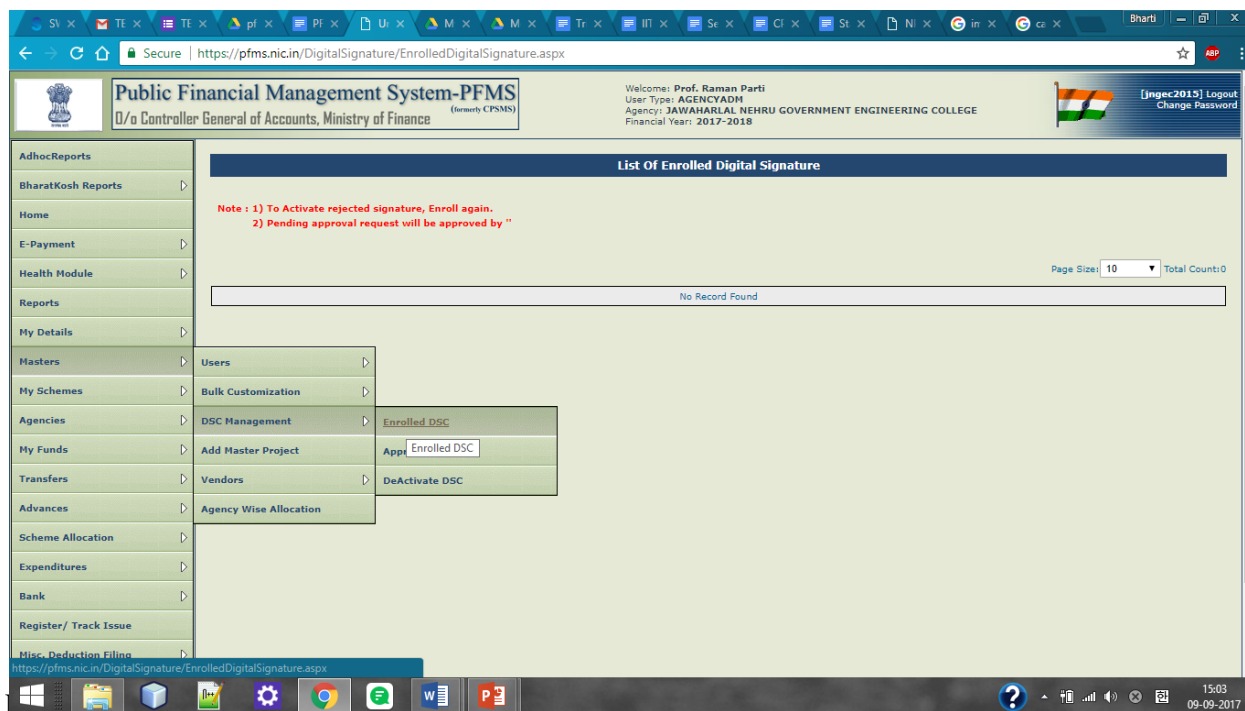 SV
TE
TE
pf
PF
Ur
M
M
Tr
Se
Cl
St
NI
in
ca
Bharti
Secure | https://pfms.nic.in/DigitalSignature/EnrolledDigitalSignature.aspx
ABP
Public Financial Management System-PFMS
(formerly CPSMS)
O/o Controller General of Accounts, Ministry of Finance
Welcome: Prof. Raman Parti
User Type: AGENCYADM
Agency: JAWAHARLAL NEHRU GOVERNMENT ENGINEERING COLLEGE
Financial Year: 2017-2018
[jngec2015] Logout
Change Password
AdhocReports
BharatKosh Reports
Home
E-Payment
Health Module
Reports
My Details
Masters
My Schemes
Agencies
My Funds
Transfers
Advances
Scheme Allocation
Expenditures
Bank
Register/ Track Issue
Misc. Deduction Filing
List Of Enrolled Digital Signature
Note : 1) To Activate rejected signature, Enroll again.
2) Pending approval request will be approved by ''
Page Size: 10 Total Count:0
No Record Found
Users
Bulk Customization
DSC Management
Add Master Project
Vendors
Agency Wise Allocation
Enrolled DSC
Enrolled DSC
DeActivate DSC
https://pfms.nic.in/DigitalSignature/EnrolledDigitalSignature.aspx
15:03
09-09-2017